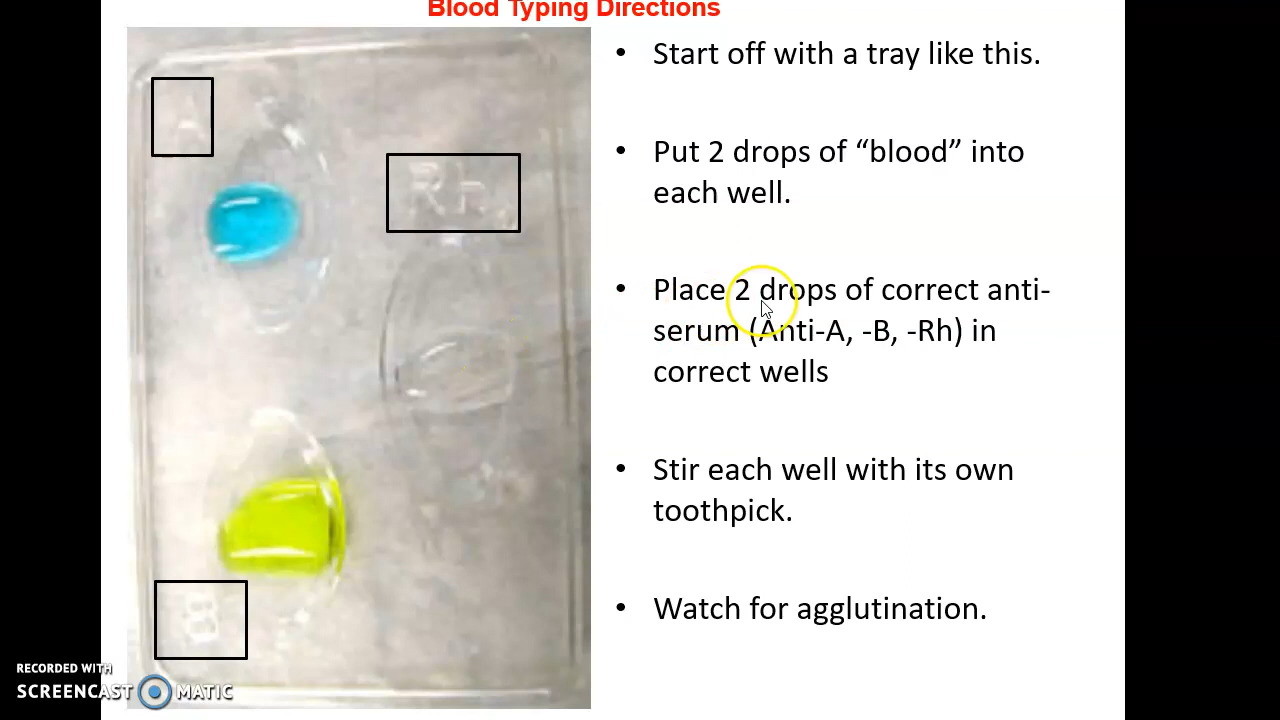 Blood Typing Directions
A
Rh
B
• Start off with a tray like this.
• Put 2 drops of “blood” into
each well.
• Place 2 drops of correct anti-
serum (Anti-A, -B, -Rh) in
correct wells
• Stir each well with its own
toothpick.
• Watch for agglutination.
RECORDED WITH
SCREENCAST MATIC